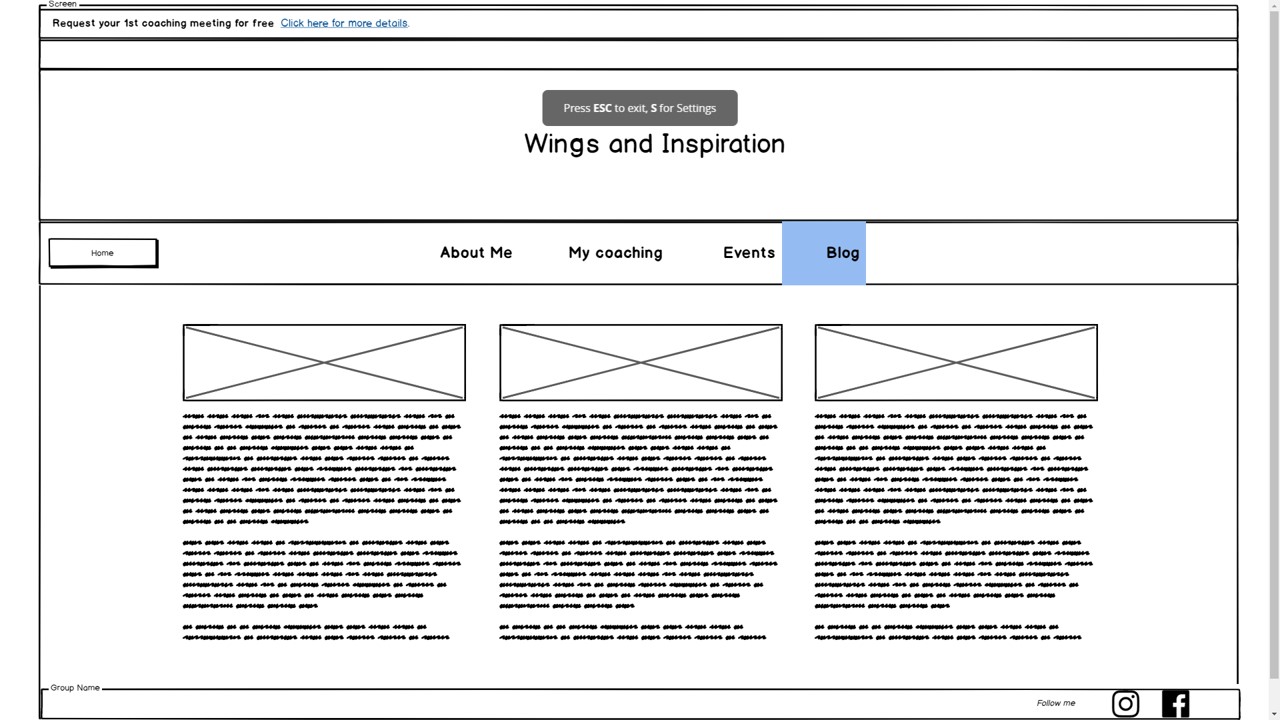 Screen
Request your 1st coaching meeting for free Click here for more details.
Press ESC to exit, S for Settings
Wings and Inspiration
Home
About Me
My coaching
Events
Blog
Group Name
Follow me